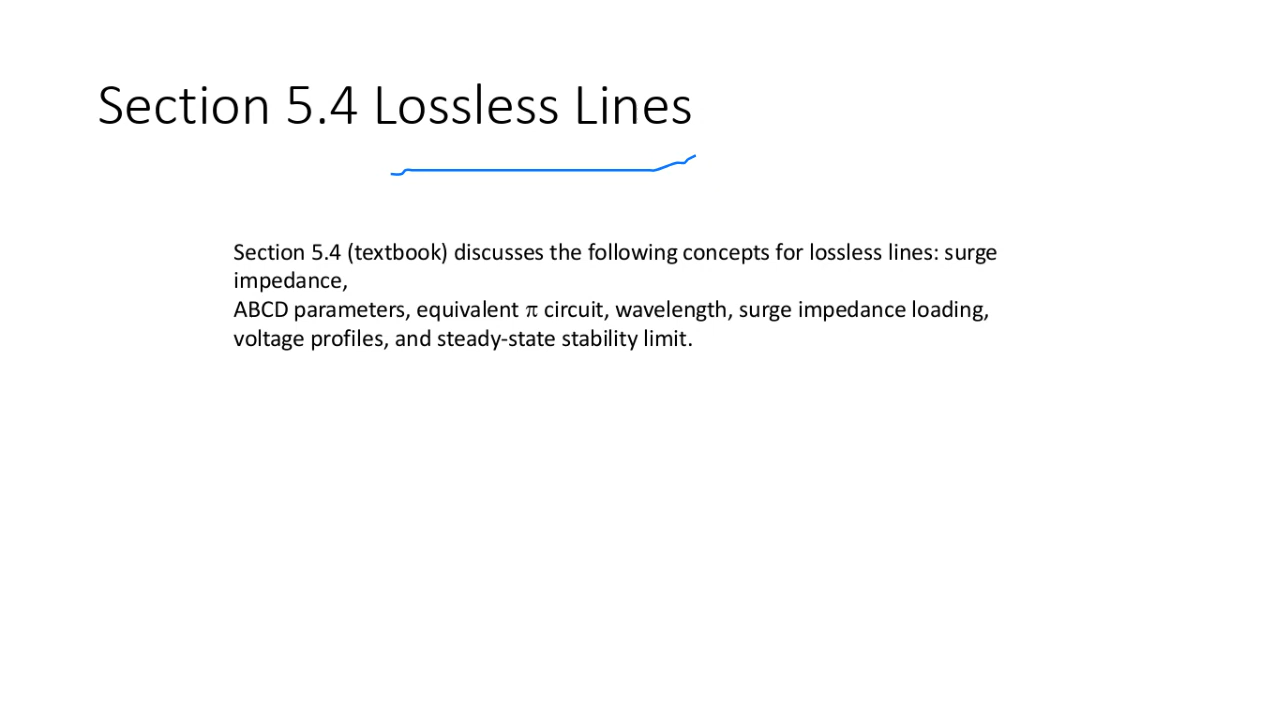 Section 5.4 Lossless Lines
Section 5.4 (textbook) discusses the following concepts for lossless lines: surge
impedance,
ABCD parameters, equivalent π circuit, wavelength, surge impedance loading,
voltage profiles, and steady-state stability limit.